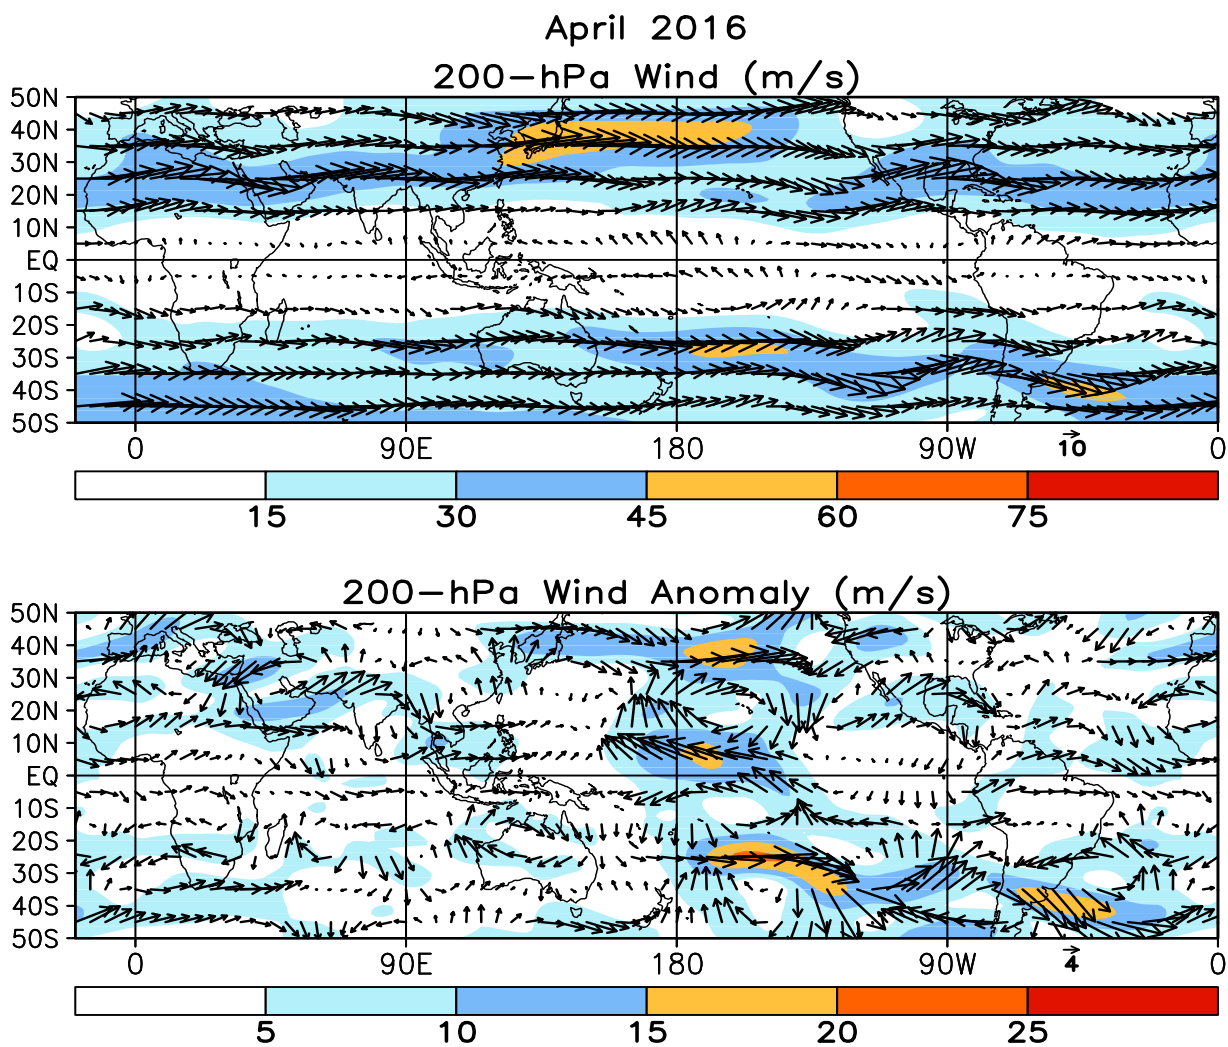 April 2016
200-hPa Wind (m/s)
50N
40N
30N
20N
10N
EQ
10S
20S
30S
40S
50S
0 90E 180 90W 0
10
15 30 45 60 75
200-hPa Wind Anomaly (m/s)
50N
40N
30N
20N
10N
EQ
10S
20S
30S
40S
50S
0 90E 180 90W 0
4
5 10 15 20 25